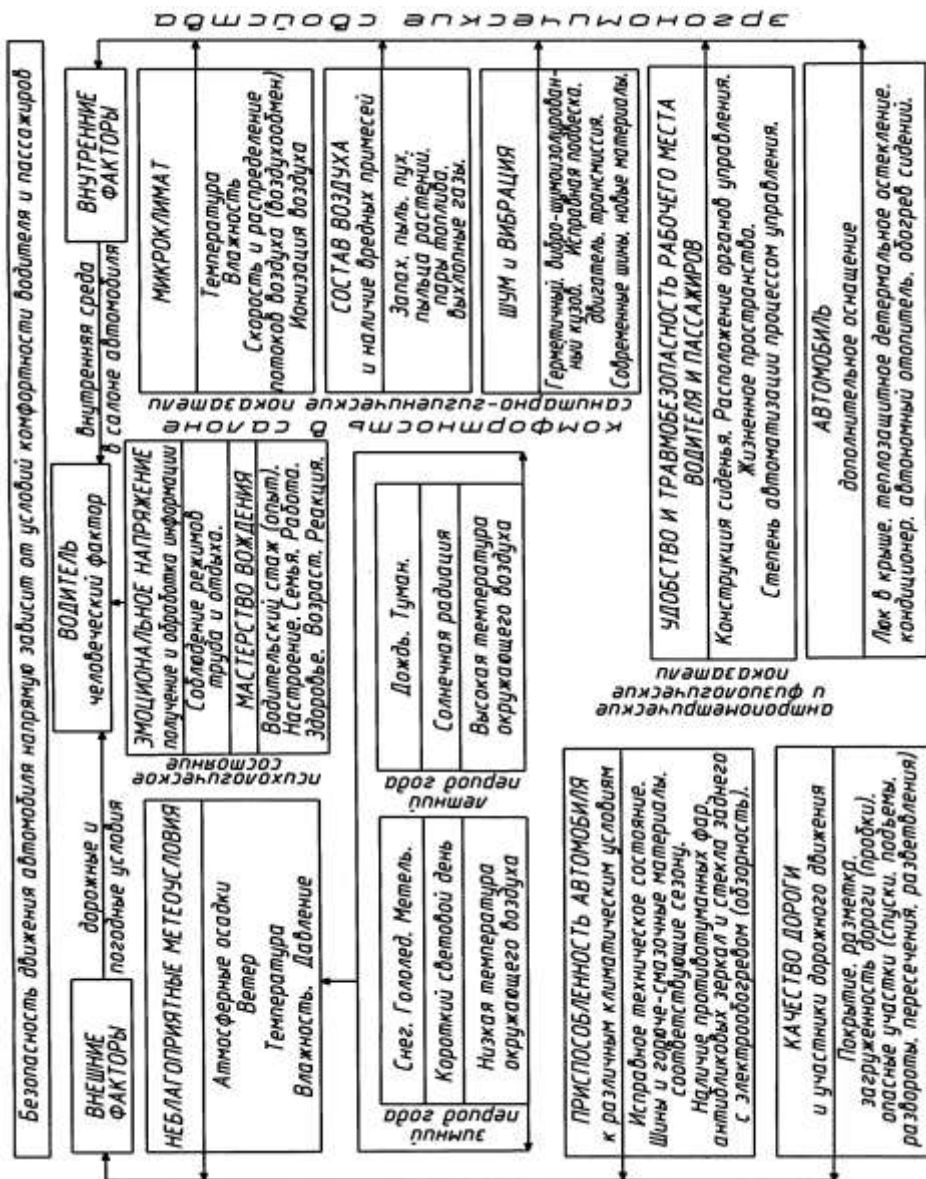 Безопасность движения автомобиля напрямую зависит от условий комфортности водителя и пассажиров
ВНЕШНИЕ
ФАКТОРЫ
дорожные и
погодные условия
ВОДИТЕЛЬ
человеческий фактор
Внутренняя среда
в салоне автомобиля
ВНУТРЕННИЕ
ФАКТОРЫ
НЕБЛАГОПРИЯТНЫЕ МЕТЕОУСЛОВИЯ
Атмосферные осадки
Ветер
Температура
Влажность. Давление
психологическое
состояние
ЭМОЦИОНАЛЬНОЕ НАПРЯЖЕНИЕ
получение и обработка информации
Соблюдение режимов
труда и отдыха.
МАСТЕРСТВО ВОЖДЕНИЯ
Водительский стаж (опыт).
Настроение. Семья. Работа.
Здоровье. Возраст. Реакция.
МИКРОКЛИМАТ
Температура
Влажность
Скорость и распределение
потоков воздуха (воздухообмен)
Ионизация воздуха
СОСТАВ ВОЗДУХА
и наличие вредных примесей
Запах, пыль, пух,
пыльца растений,
пары топлива,
выхлопные газы.
ШУМ и ВИБРАЦИЯ
Герметичный, вибро-шумоизолирован-
ный кузов. Исправная подвеска,
двигатель, трансмиссия.
Современные шины, новые материалы.
санитарно-гигиенические показатели
комфортность в салоне
эргономические свойства
зимний
период года
Снег. Гололед. Метель.
Короткий световой день
Низкая температура
окружающего воздуха
летний
период года
Дождь. Туман.
Солнечная радиация
Высокая температура
окружающего воздуха
ПРИСПОСОБЛЕННОСТЬ АВТОМОБИЛЯ
к различным климатическим условиям
Исправное техническое состояние.
Шины и горюче-смазочные материалы,
соответствующие сезону.
Наличие противотуманных фар,
антибликовых зеркал и стекла заднего
с электрообогревом (обзорность).
антропометрические
и физиологические
показатели
УДОБСТВО И ТРАВМОБЕЗОПАСНОСТЬ РАБОЧЕГО МЕСТА
ВОДИТЕЛЯ И ПАССАЖИРОВ
Конструкция сиденья. Расположение органов управления.
Жизненное пространство.
Степень автоматизации процессом управления.
КАЧЕСТВО ДОРОГИ
и участники дорожного движения
Покрытие, разметка,
загруженность дороги (пробки),
опасные участки (спуски, подъемы,
развороты, пересечения, разветвления)
АВТОМОБИЛЬ
дополнительное оснащение
Люк в крыше, теплозащитное детермальное остекление,
кондиционер, автономный отопитель, обогрев сидений.